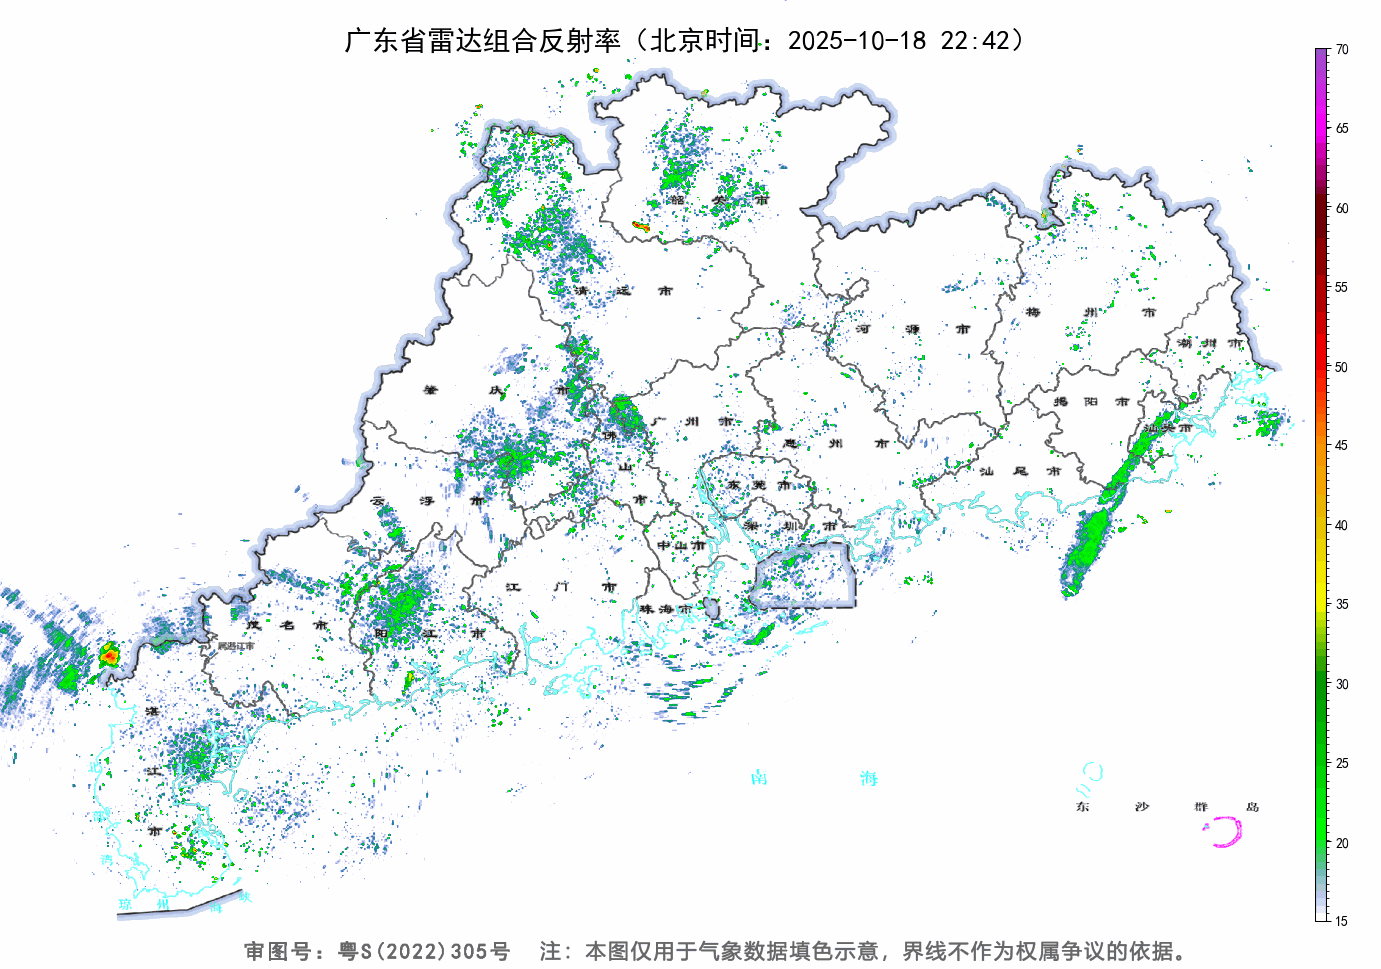 广东省雷达组合反射率（北京时间：2025-10-18 22:42）
70
65
60
55
50
45
40
35
30
25
20
15
韶 关 市
清 远 市
河 源 市
梅 州 市
潮 州 市
肇 庆 市
广 州 市
佛 山 市
惠 州 市
揭 阳 市
汕 头 市
汕 尾 市
云 浮 市
东 莞 市
深 圳 市
中 山 市
江 门 市
珠 海 市
茂 名 市
阳 江 市
属湛江市
湛 江 市
北 部 湾
琼 州 海 峡
南 海
东 沙 群 岛
审图号：粤S(2022)305号 注：本图仅用于气象数据填色示意，界线不作为权属争议的依据。